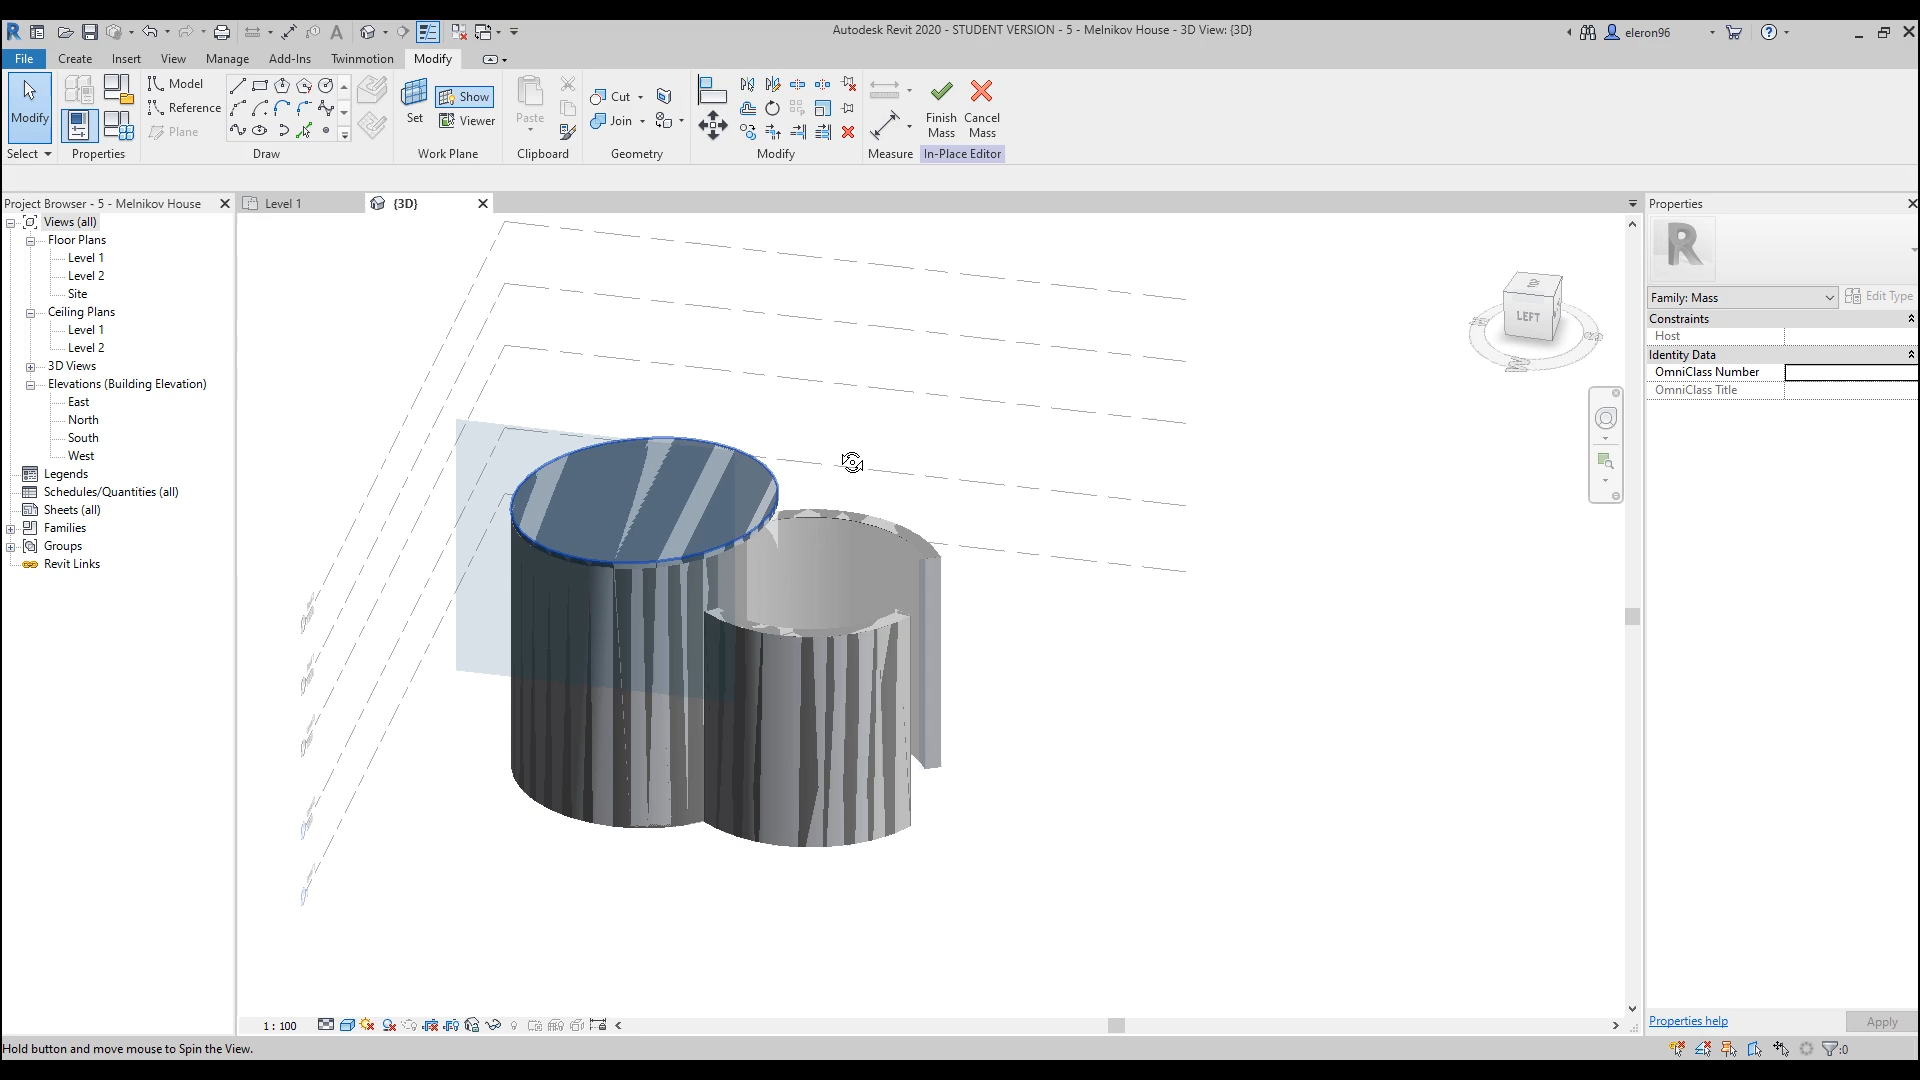 Autodesk Revit 2020 - STUDENT VERSION - 5 - Melnikov House - 3D View: {3D}
eleron96
File Create Insert View Manage Add-Ins Twinmotion Modify
Modify
Model
Reference
Plane
Set
Show
Viewer
Paste
Cut
Join
Finish Mass
Cancel Mass
Select Properties Draw Work Plane Clipboard Geometry Modify Measure In-Place Editor
Project Browser - 5 - Melnikov House
Level 1
{3D}
Properties
Views (all)
Floor Plans
Level 1
Level 2
Site
Ceiling Plans
Level 1
Level 2
3D Views
Elevations (Building Elevation)
East
North
South
West
Legends
Schedules/Quantities (all)
Sheets (all)
Families
Groups
Revit Links
LEFT
R
Family: Mass
Edit Type
Constraints
Host
Identity Data
OmniClass Number
OmniClass Title
1 : 100
Properties help
Apply
Hold button and move mouse to Spin the View.
:0